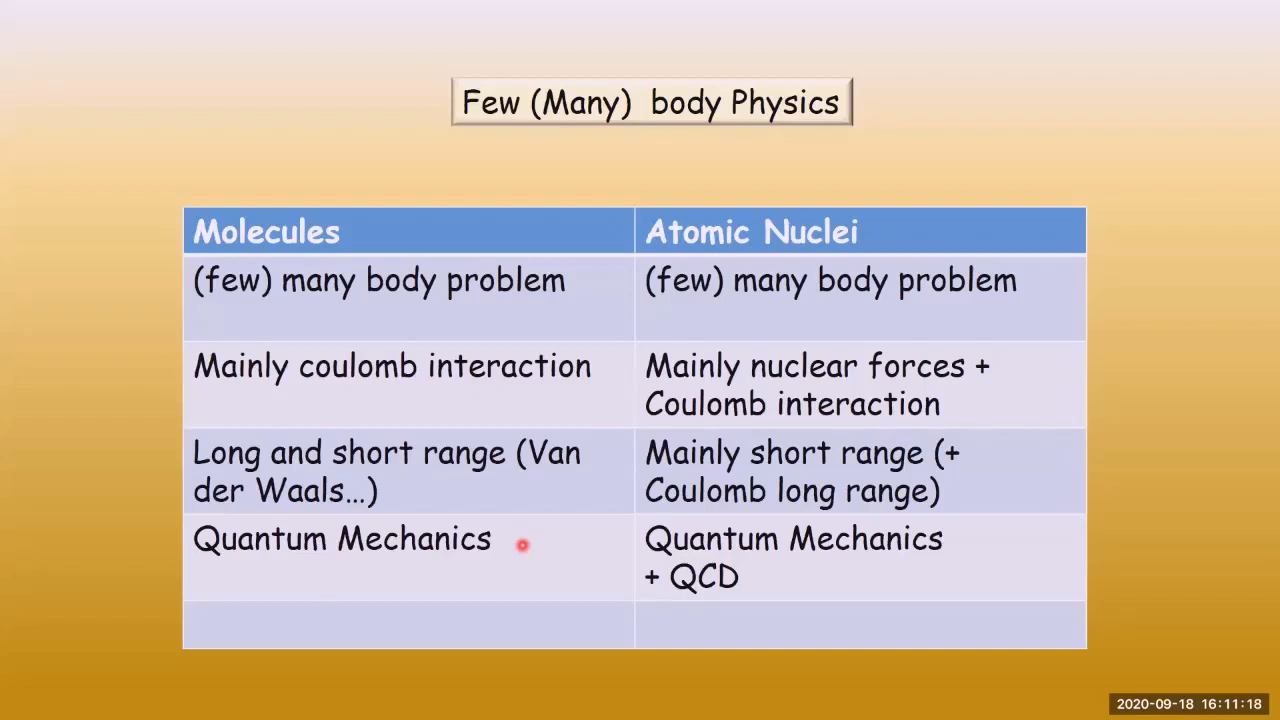 Few (Many) body Physics
Molecules
Atomic Nuclei
(few) many body problem
(few) many body problem
Mainly coulomb interaction
Mainly nuclear forces +
Coulomb interaction
Long and short range (Van
der Waals...)
Mainly short range (+
Coulomb long range)
Quantum Mechanics
Quantum Mechanics
+ QCD
2020-09-18 16:11:18